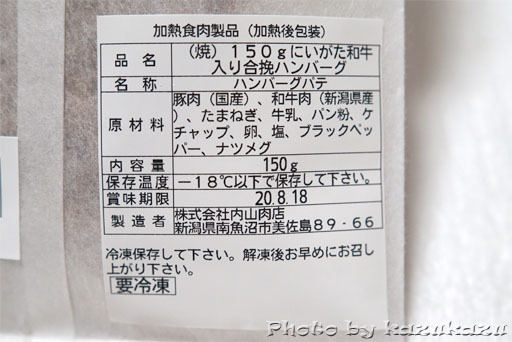 加熱食肉製品（加熱後包装）
品名 （焼）１５０ｇにいがた和牛
入り合挽ハンバーグ
名称 ハンバーグパテ
原材料 豚肉（国産）、和牛肉（新潟県産
）、たまねぎ、牛乳、パン粉、ケ
チャップ、卵、塩、ブラックペッ
パー、ナツメグ
内容量 150g
保存温度 －18℃以下で保存して下さい。
賞味期限 20.8.18
製造者 株式会社内山肉店
新潟県南魚沼市美佐島８９-６６
冷凍保存して下さい。解凍後お早めにお召し
上がり下さい。
要冷凍
Photo by kazukazu